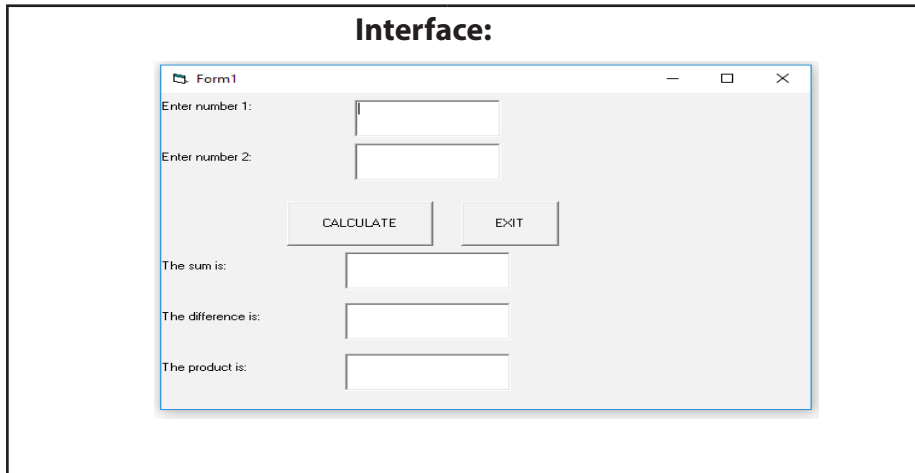 Interface:
Form1
Enter number 1:
Enter number 2:
CALCULATE EXIT
The sum is:
The difference is:
The product is: